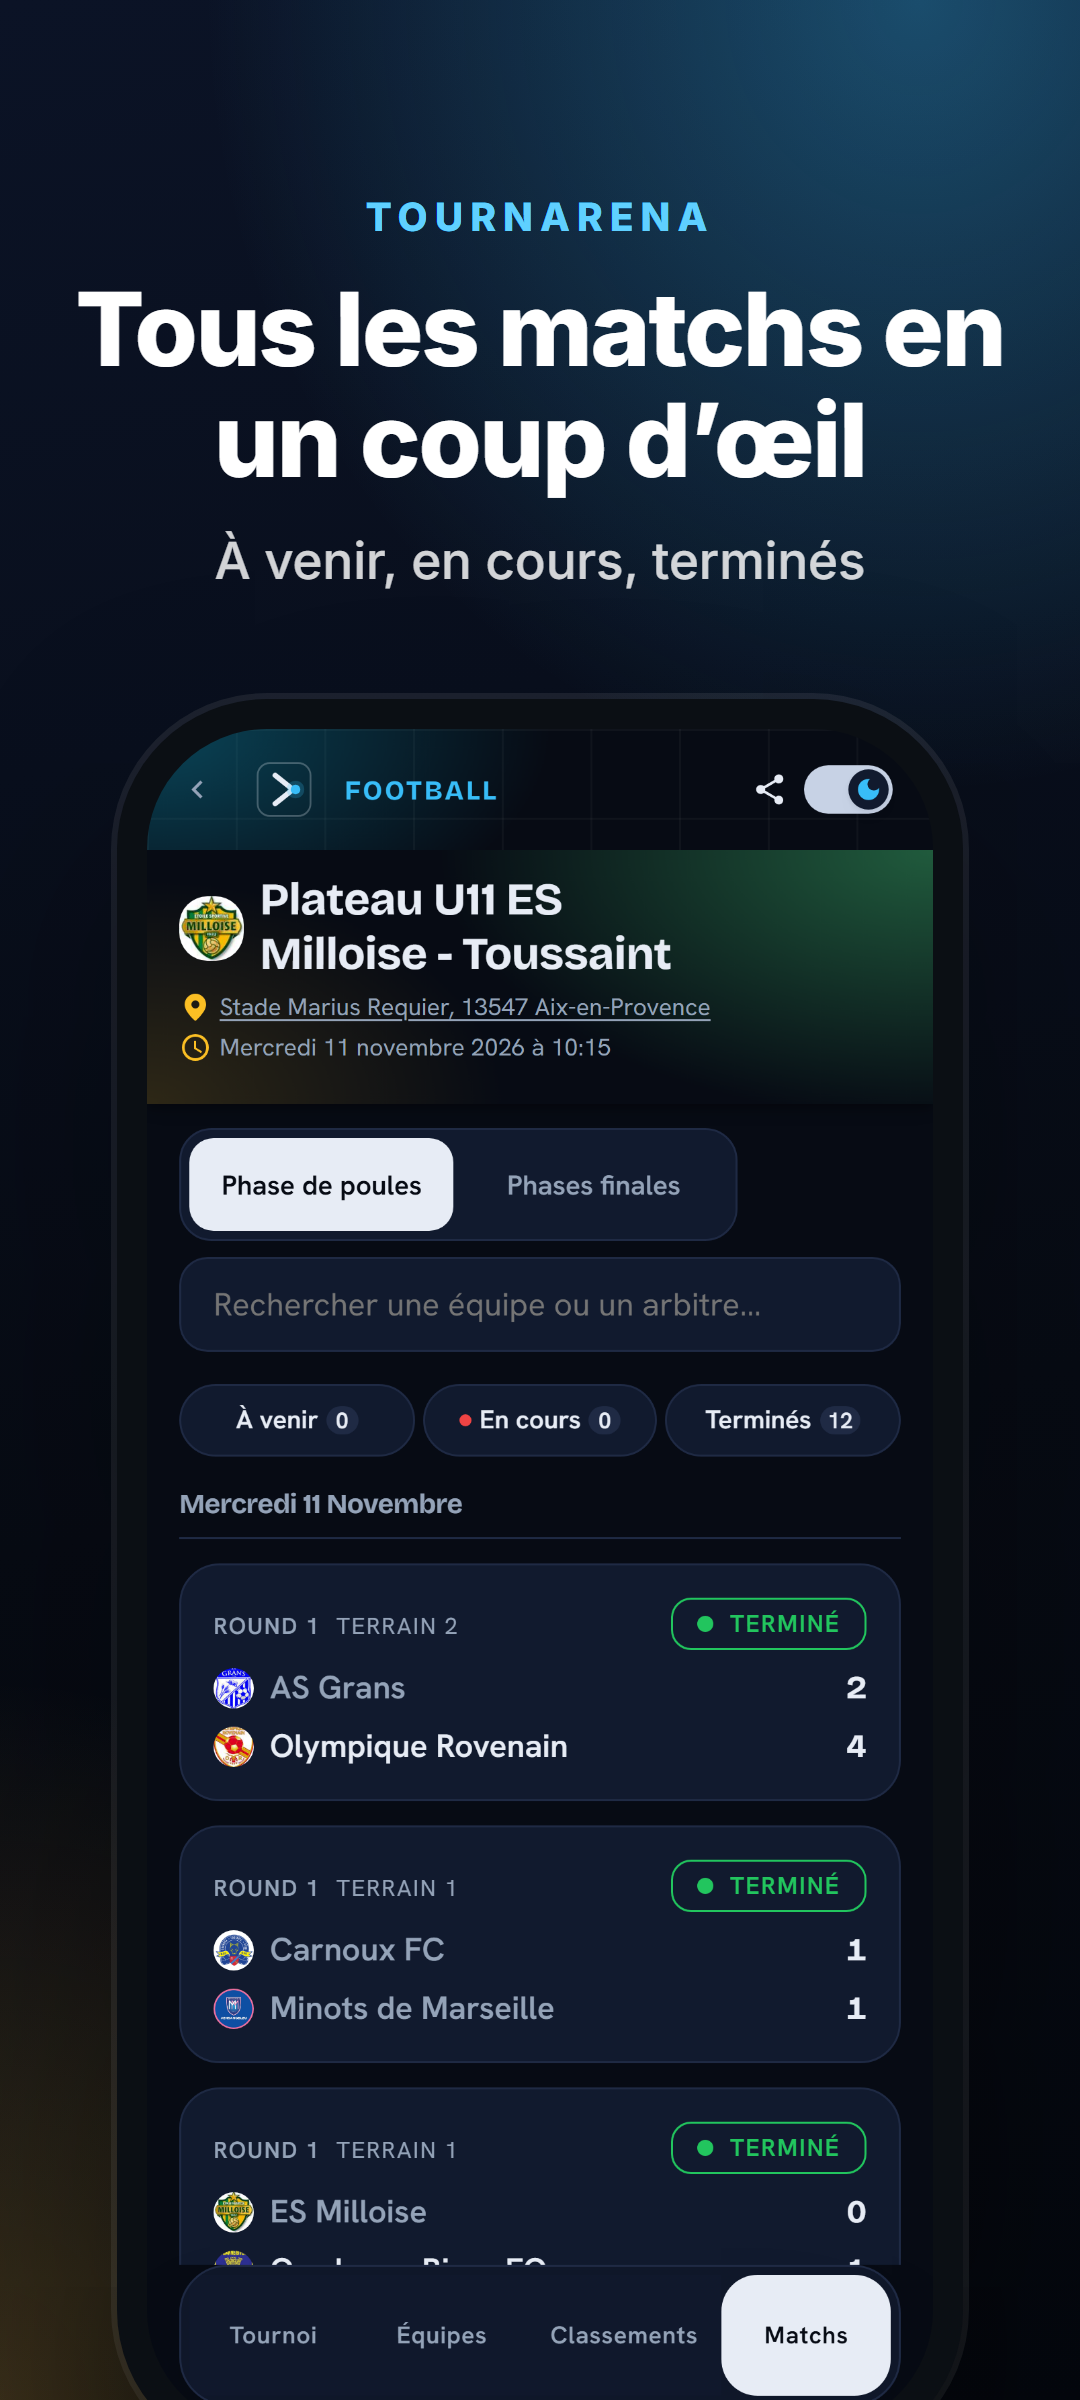 TOURNARENA
Tous les matchs en
un coup d’œil
À venir, en cours, terminés
FOOTBALL
Plateau U11 ES
Milloise - Toussaint
MILLOISE
Stade Marius Requier, 13547 Aix-en-Provence
Mercredi 11 novembre 2026 à 10:15
Phase de poules Phases finales
Rechercher une équipe ou un arbitre...
À venir 0 En cours 0 Terminés 12
Mercredi 11 Novembre
ROUND 1 TERRAIN 2 TERMINÉ
GRANS
AS Grans 2
Olympique Rovenain 4
ROUND 1 TERRAIN 1 TERMINÉ
Carnoux FC 1
Minots de Marseille 1
ROUND 1 TERRAIN 1 TERMINÉ
MILLOISE
ES Milloise 0
Tournoi Équipes Classements Matchs